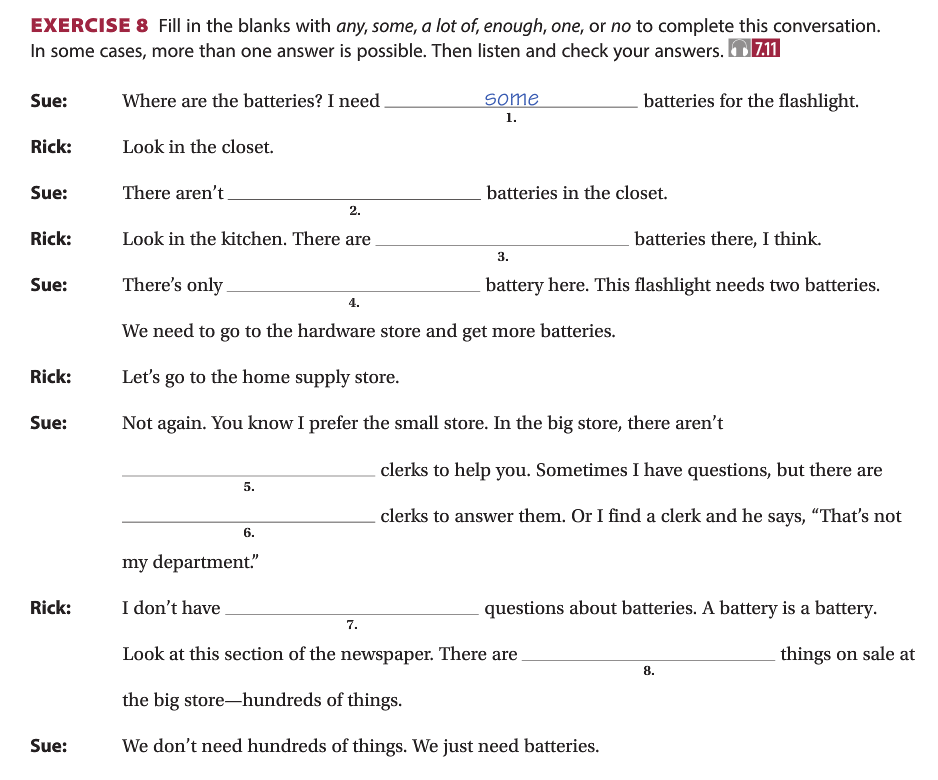 EXERCISE 8 Fill in the blanks with any, some, a lot of, enough, one, or no to complete this conversation.
In some cases, more than one answer is possible. Then listen and check your answers. 7.11
Sue: Where are the batteries? I need some batteries for the flashlight.
1.
Rick: Look in the closet.
Sue: There aren't ____ batteries in the closet.
2.
Rick: Look in the kitchen. There are ____ batteries there, I think.
3.
Sue: There's only ____ battery here. This flashlight needs two batteries.
4.
We need to go to the hardware store and get more batteries.
Rick: Let's go to the home supply store.
Sue: Not again. You know I prefer the small store. In the big store, there aren't
____ clerks to help you. Sometimes I have questions, but there are
5.
____ clerks to answer them. Or I find a clerk and he says, “That's not
6.
my department.”
Rick: I don't have ____ questions about batteries. A battery is a battery.
7.
Look at this section of the newspaper. There are ____ things on sale at
8.
the big store—hundreds of things.
Sue: We don't need hundreds of things. We just need batteries.